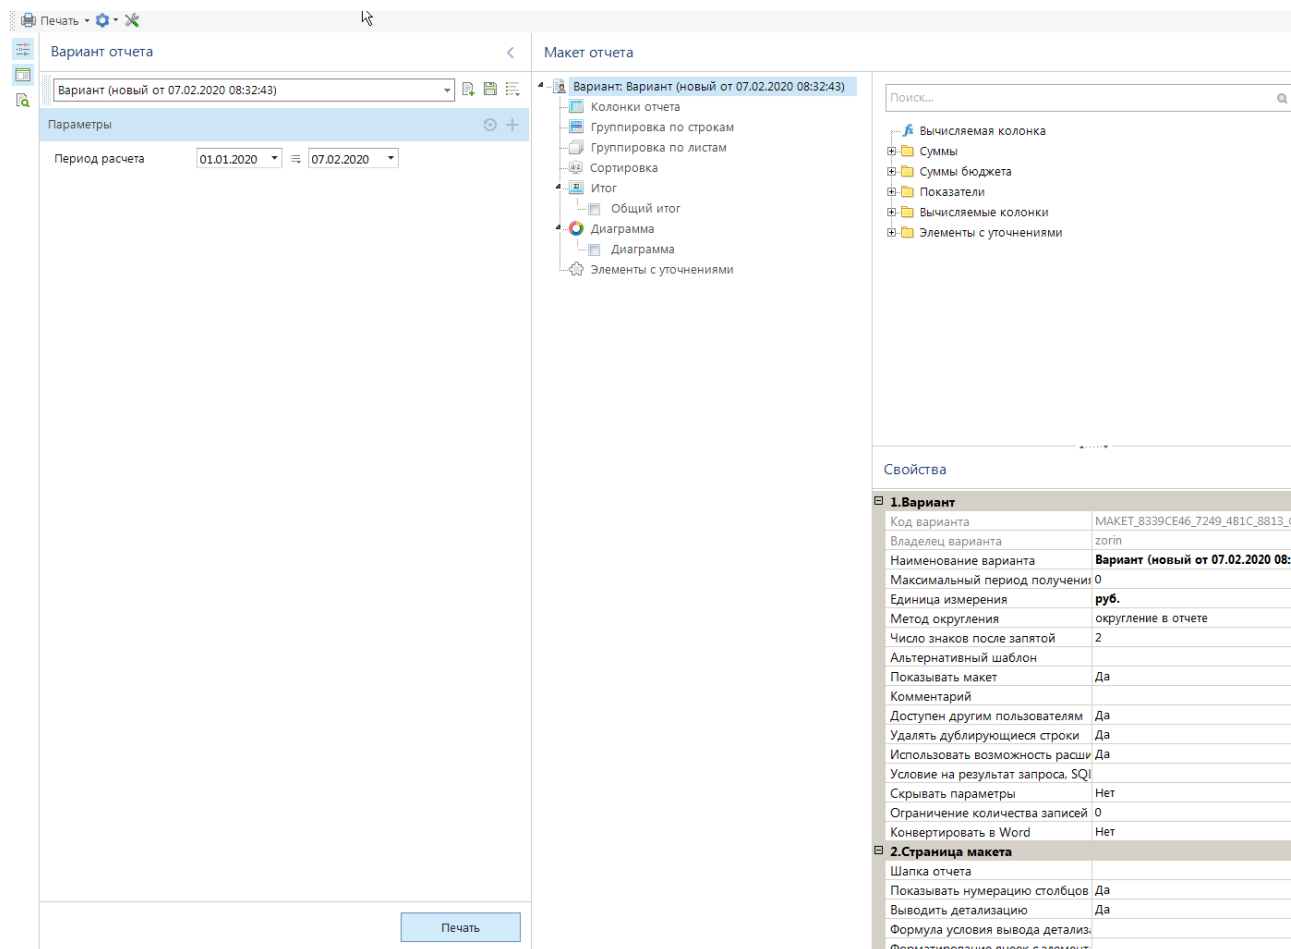 Печать
Вариант отчета
Вариант (новый от 07.02.2020 08:32:43)
Параметры
Период расчета 01.01.2020 07.02.2020
Печать
Макет отчета
Вариант: Вариант (новый от 07.02.2020 08:32:43)
Колонки отчета
Группировка по строкам
Группировка по листам
Сортировка
Итог
Общий итог
Диаграмма
Диаграмма
Элементы с уточнениями
Поиск...
Вычисляемая колонка
Суммы
Суммы бюджета
Показатели
Вычисляемые колонки
Элементы с уточнениями
Свойства
1.Вариант
Код варианта MAKET_8339CE46_7249_4B1C_8813_
Владелец варианта zorin
Наименование варианта Вариант (новый от 07.02.2020 08:
Максимальный период получения 0
Единица измерения руб.
Метод округления округление в отчете
Число знаков после запятой 2
Альтернативный шаблон
Показывать макет Да
Комментарий
Доступен другим пользователям Да
Удалять дублирующиеся строки Да
Использовать возможность расши Да
Условие на результат запроса, SQL
Скрывать параметры Нет
Ограничение количества записей 0
Конвертировать в Word Нет
2.Страница макета
Шапка отчета
Показывать нумерацию столбцов Да
Выводить детализацию Да
Формула условия вывода детализ